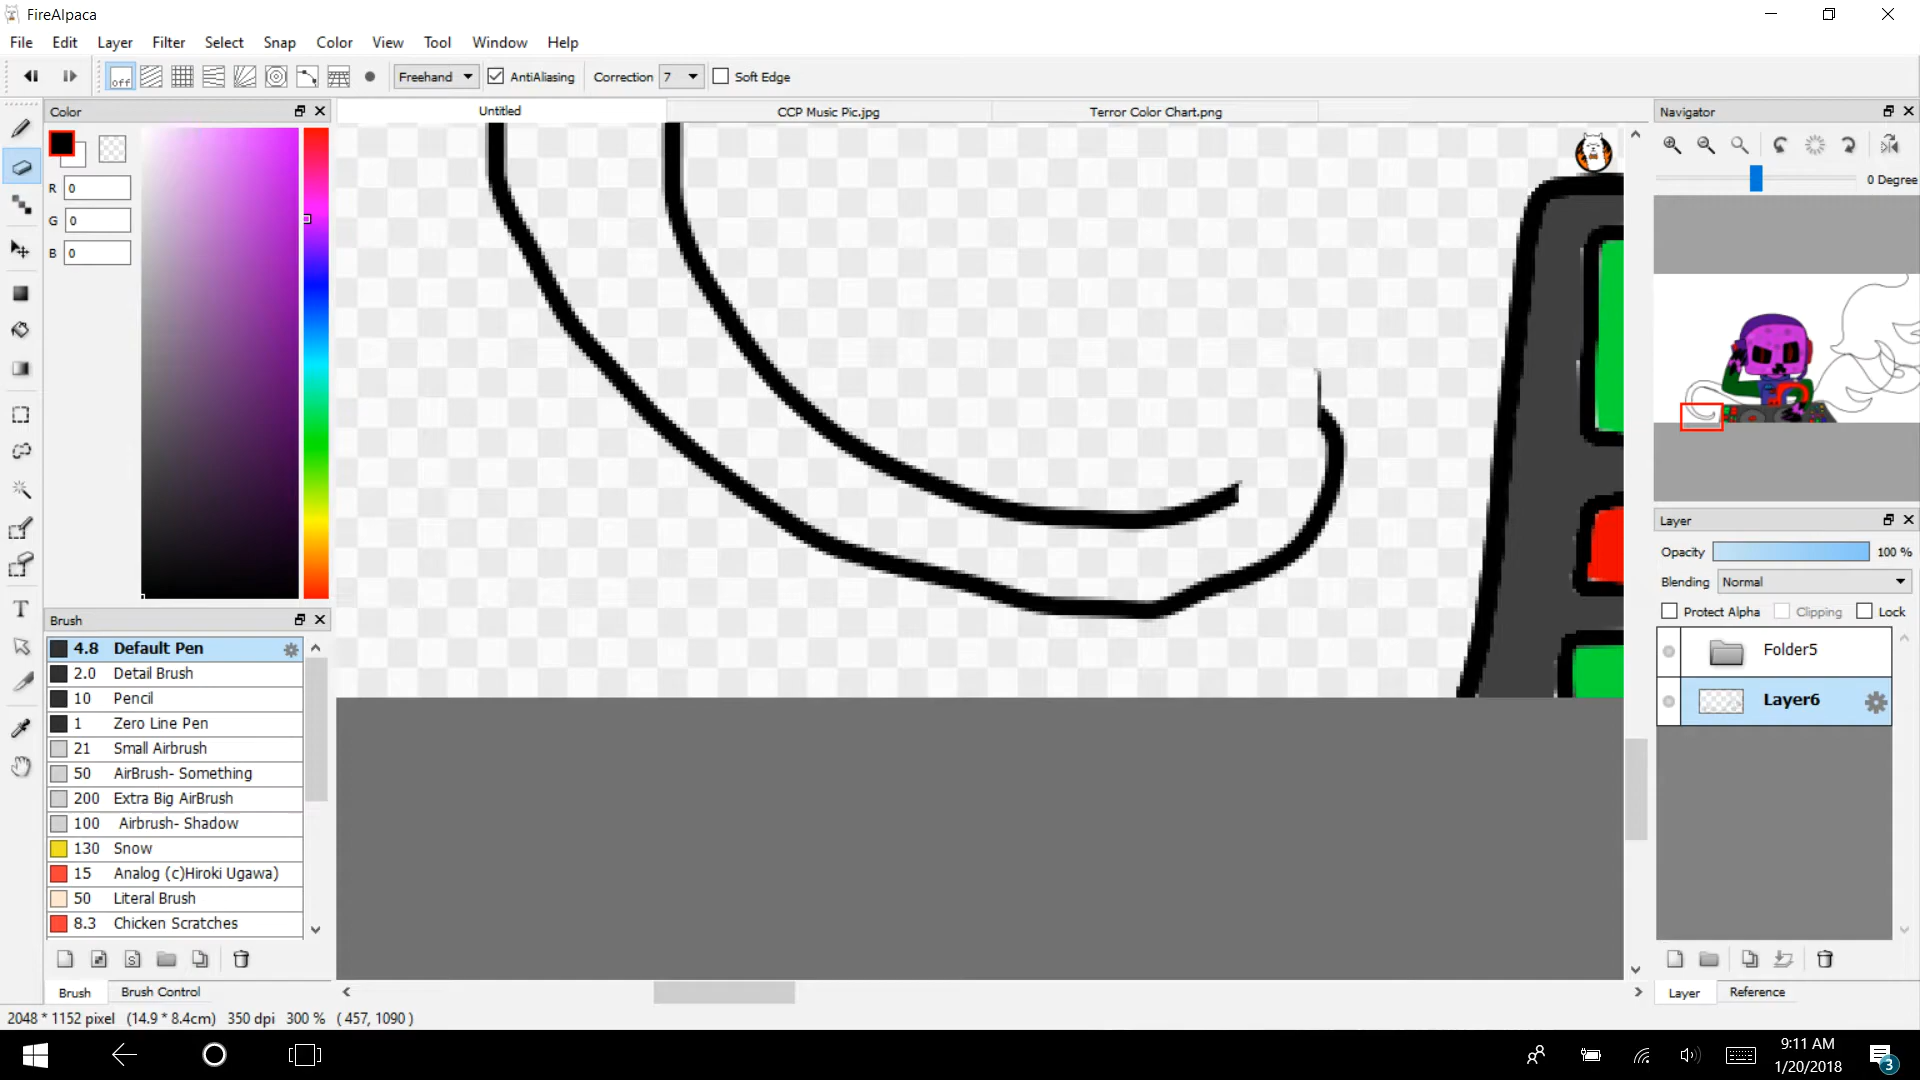 FireAlpaca
File Edit Layer Filter Select Snap Color View Tool Window Help
off Freehand AntiAliasing Correction 7 Soft Edge
Color
Untitled CCP Music Pic.jpg Terror Color Chart.png
Navigator
R 0
G 0
B 0
0 Degree
Brush
4.8 Default Pen
2.0 Detail Brush
10 Pencil
1 Zero Line Pen
21 Small Airbrush
50 AirBrush- Something
200 Extra Big AirBrush
100 Airbrush- Shadow
130 Snow
15 Analog (c)Hiroki Ugawa)
50 Literal Brush
8.3 Chicken Scratches
Brush Brush Control
Layer
Opacity 100 %
Blending Normal
Protect Alpha Clipping Lock
Folder5
Layer6
Layer Reference
2048 * 1152 pixel (14.9 * 8.4cm) 350 dpi 300 % ( 457, 1090 )
9:11 AM
1/20/2018
3